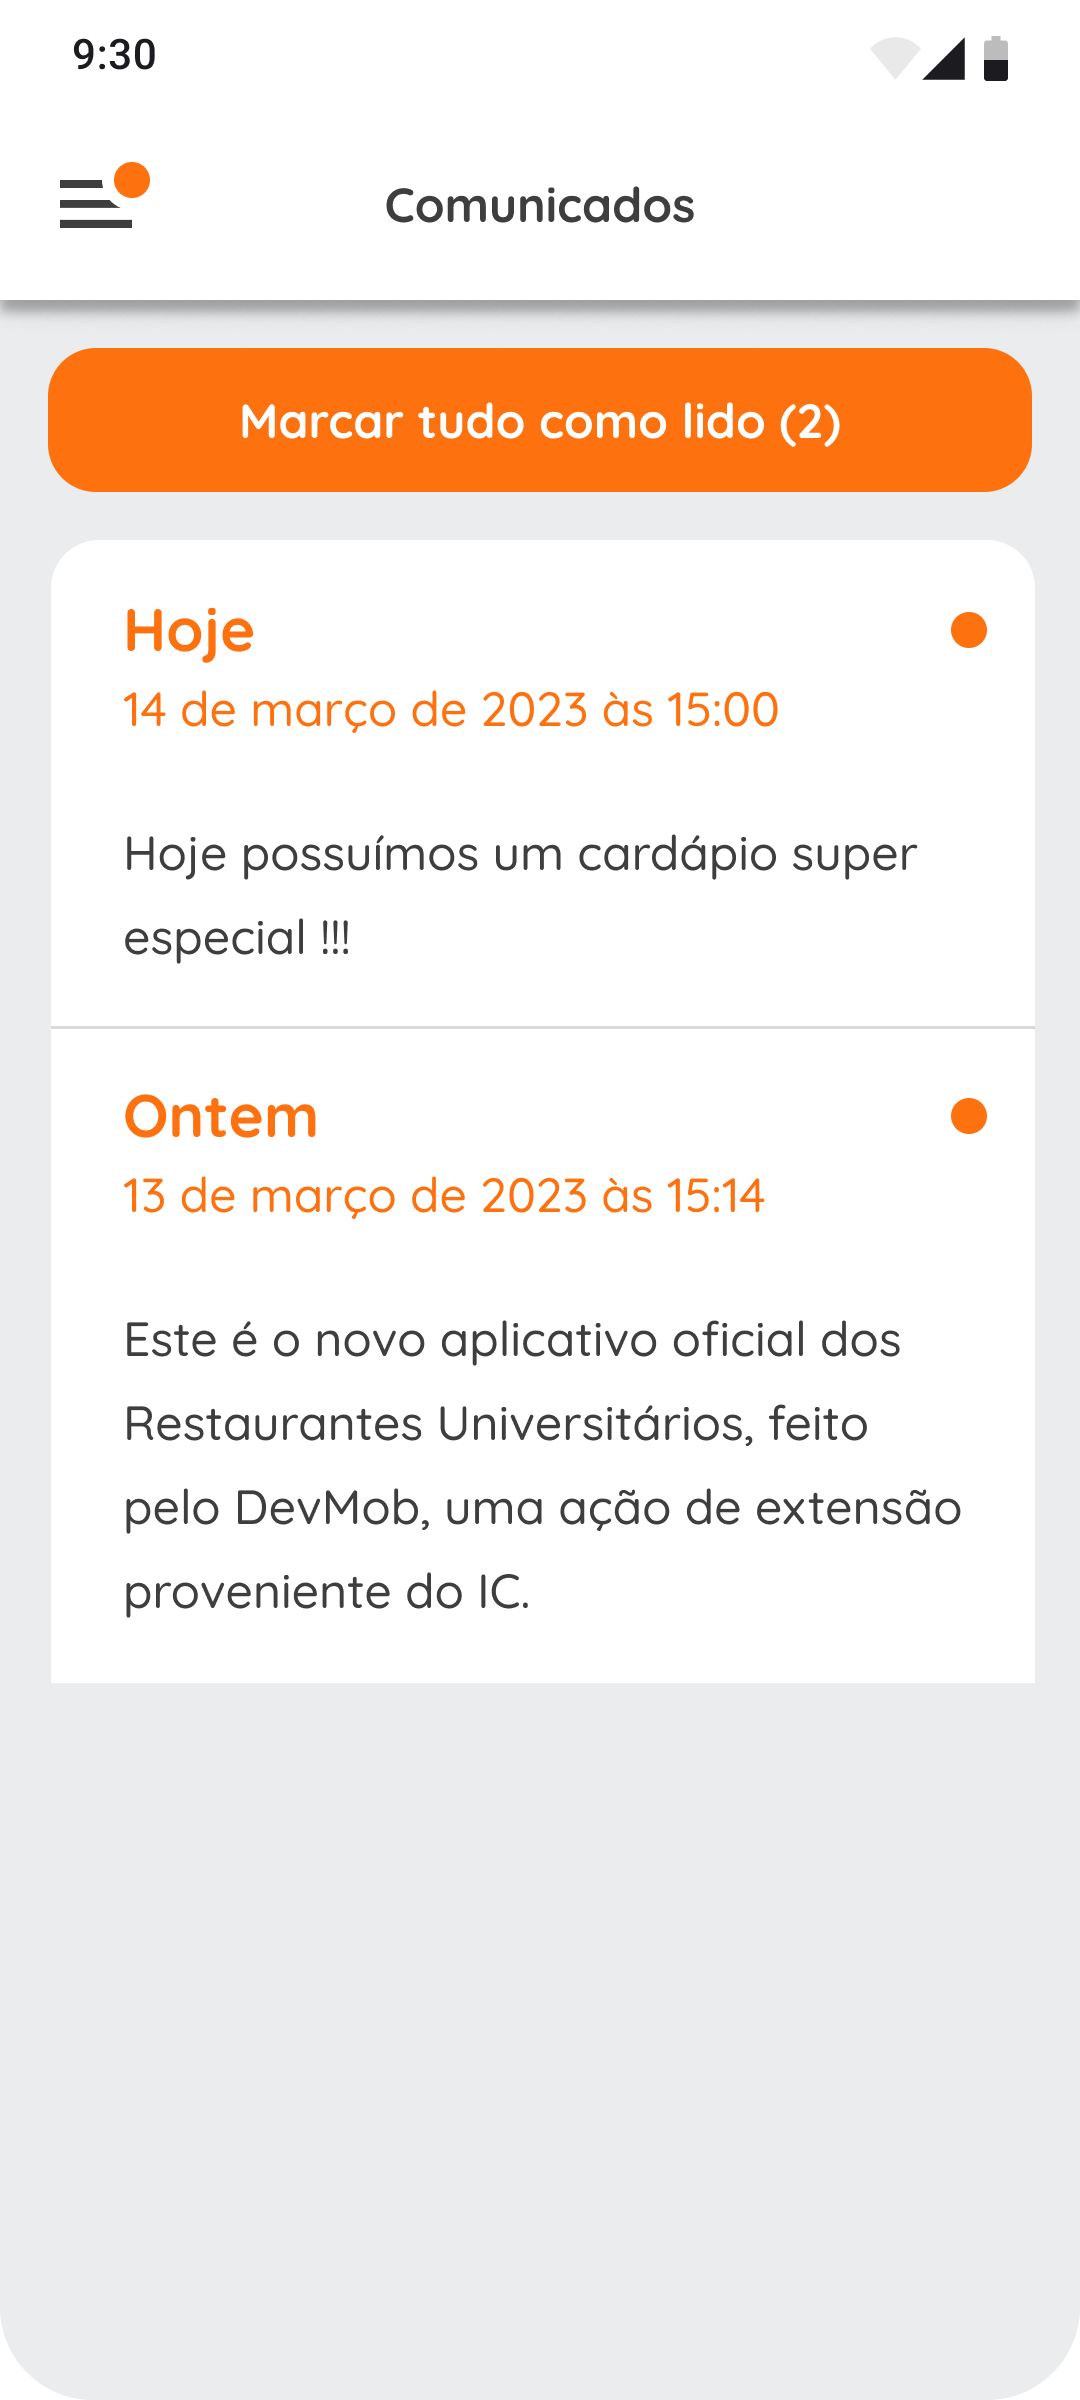 9:30
Comunicados
Marcar tudo como lido (2)
Hoje
14 de março de 2023 às 15:00
Hoje possuímos um cardápio super
especial !!!
Ontem
13 de março de 2023 às 15:14
Este é o novo aplicativo oficial dos
Restaurantes Universitários, feito
pelo DevMob, uma ação de extensão
proveniente do IC.